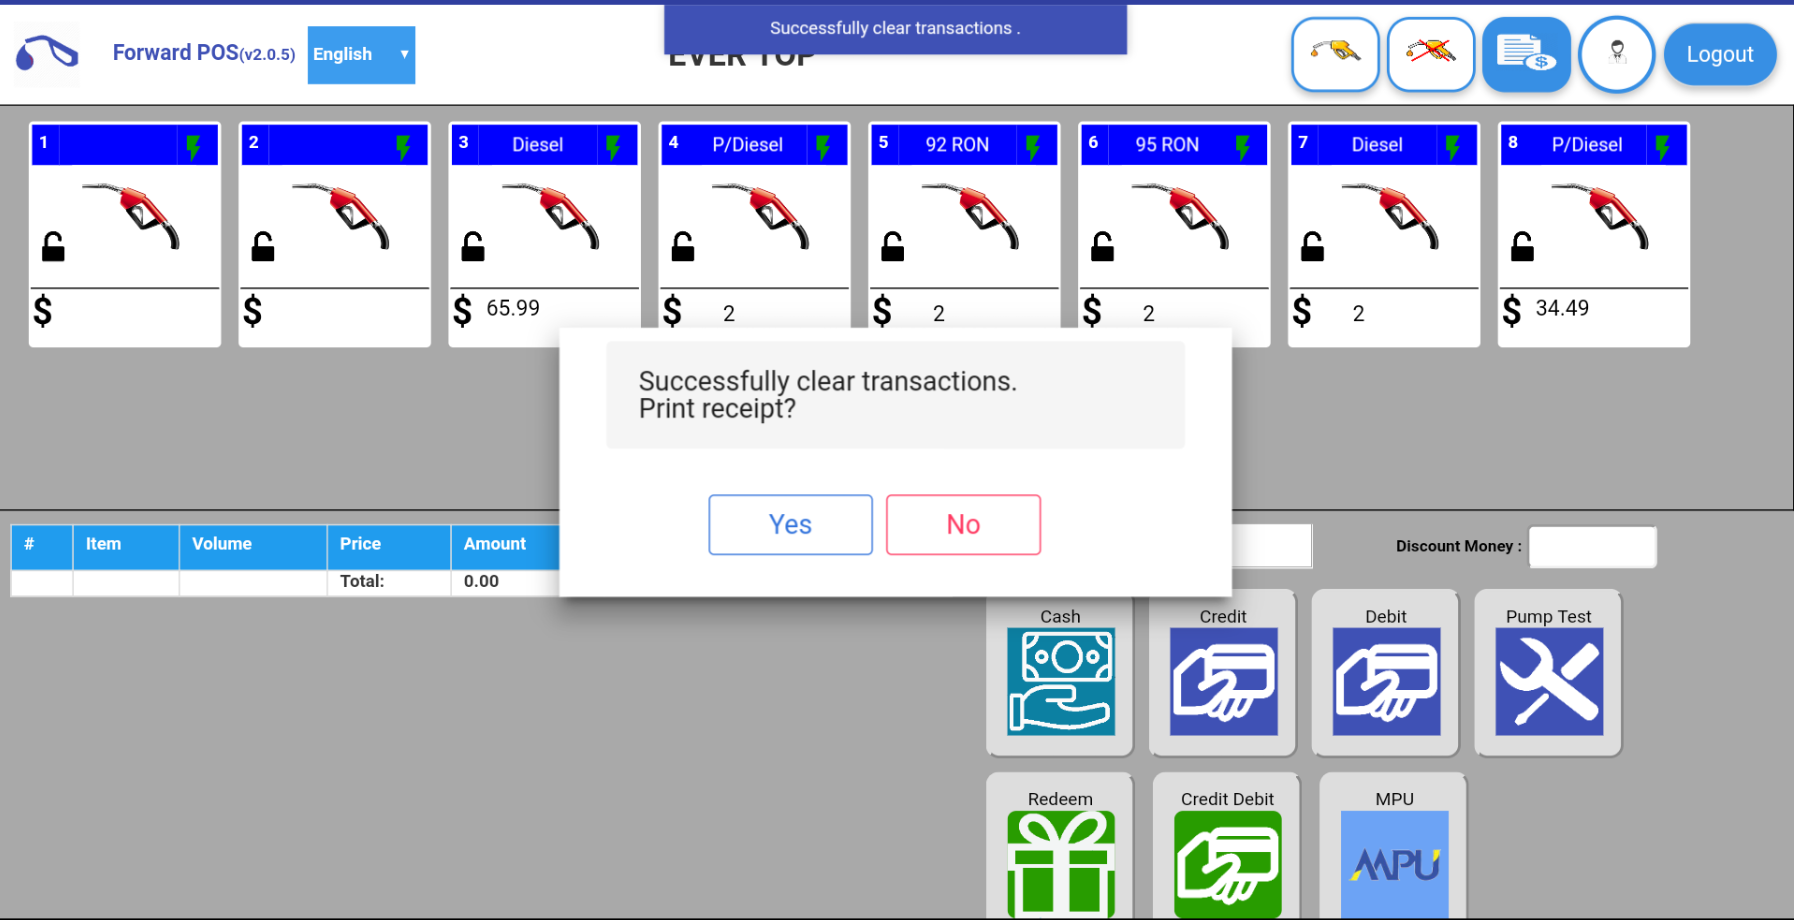 Successfully clear transactions .
Forward POS(v2.0.5)
English
EVER TOP
Logout
1
2
3 Diesel
4 P/Diesel
5 92 RON
6 95 RON
7 Diesel
8 P/Diesel
$
$
$ 65.99
$ 2
$ 2
$ 2
$ 2
$ 34.49
Successfully clear transactions.
Print receipt?
Yes
No
# Item Volume Price Amount
Total: 0.00
Discount Money :
Cash
Credit
Debit
Pump Test
Redeem
Credit Debit
MPU
MPU